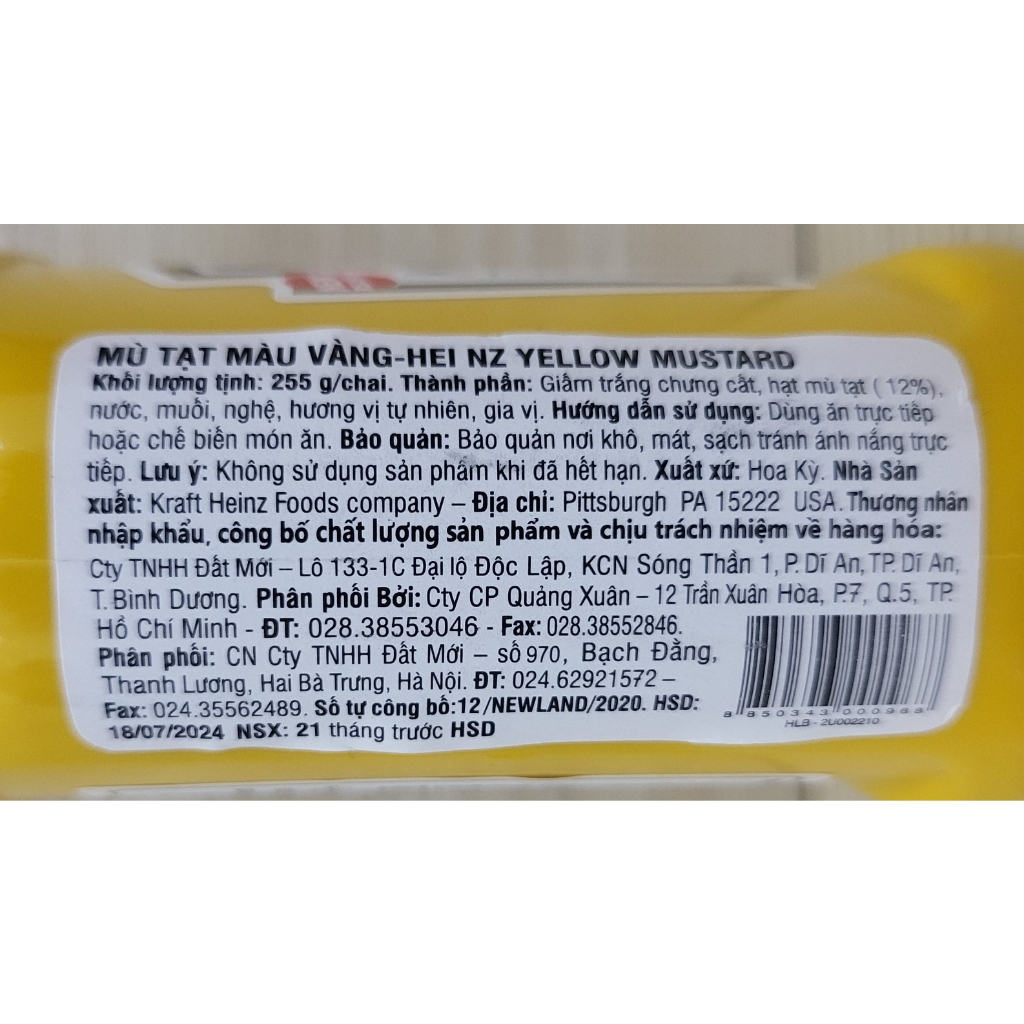 MÙ TẠT MÀU VÀNG-HEI NZ YELLOW MUSTARD
Khối lượng tịnh: 255 g/chai. Thành phần: Giấm trắng chưng cất, hạt mù tạt ( 12%),
nước, muối, nghệ, hương vị tự nhiên, gia vị. Hướng dẫn sử dụng: Dùng ăn trực tiếp
hoặc chế biến món ăn. Bảo quản: Bảo quản nơi khô, mát, sạch tránh ánh nắng trực
tiếp. Lưu ý: Không sử dụng sản phẩm khi đã hết hạn. Xuất xứ: Hoa Kỳ. Nhà Sản
xuất: Kraft Heinz Foods company – Địa chỉ: Pittsburgh PA 15222 USA. Thương nhân
nhập khẩu, công bố chất lượng sản phẩm và chịu trách nhiệm về hàng hóa:
Cty TNHH Đất Mới – Lô 133-1C Đại lộ Độc Lập, KCN Sóng Thần 1, P. Dĩ An, TP. Dĩ An,
T. Bình Dương. Phân phối Bởi: Cty CP Quảng Xuân – 12 Trần Xuân Hòa, P.7, Q.5, TP.
Hồ Chí Minh - ĐT: 028.38553046 - Fax: 028.38552846.
Phân phối: CN Cty TNHH Đất Mới – số 970, Bạch Đằng,
Thanh Lương, Hai Bà Trưng, Hà Nội. ĐT: 024.62921572 –
Fax: 024.35562489. Số tự công bố:12/NEWLAND/2020. HSD:
18/07/2024 NSX: 21 tháng trước HSD
8 850343 000988
HLB - 2U002210